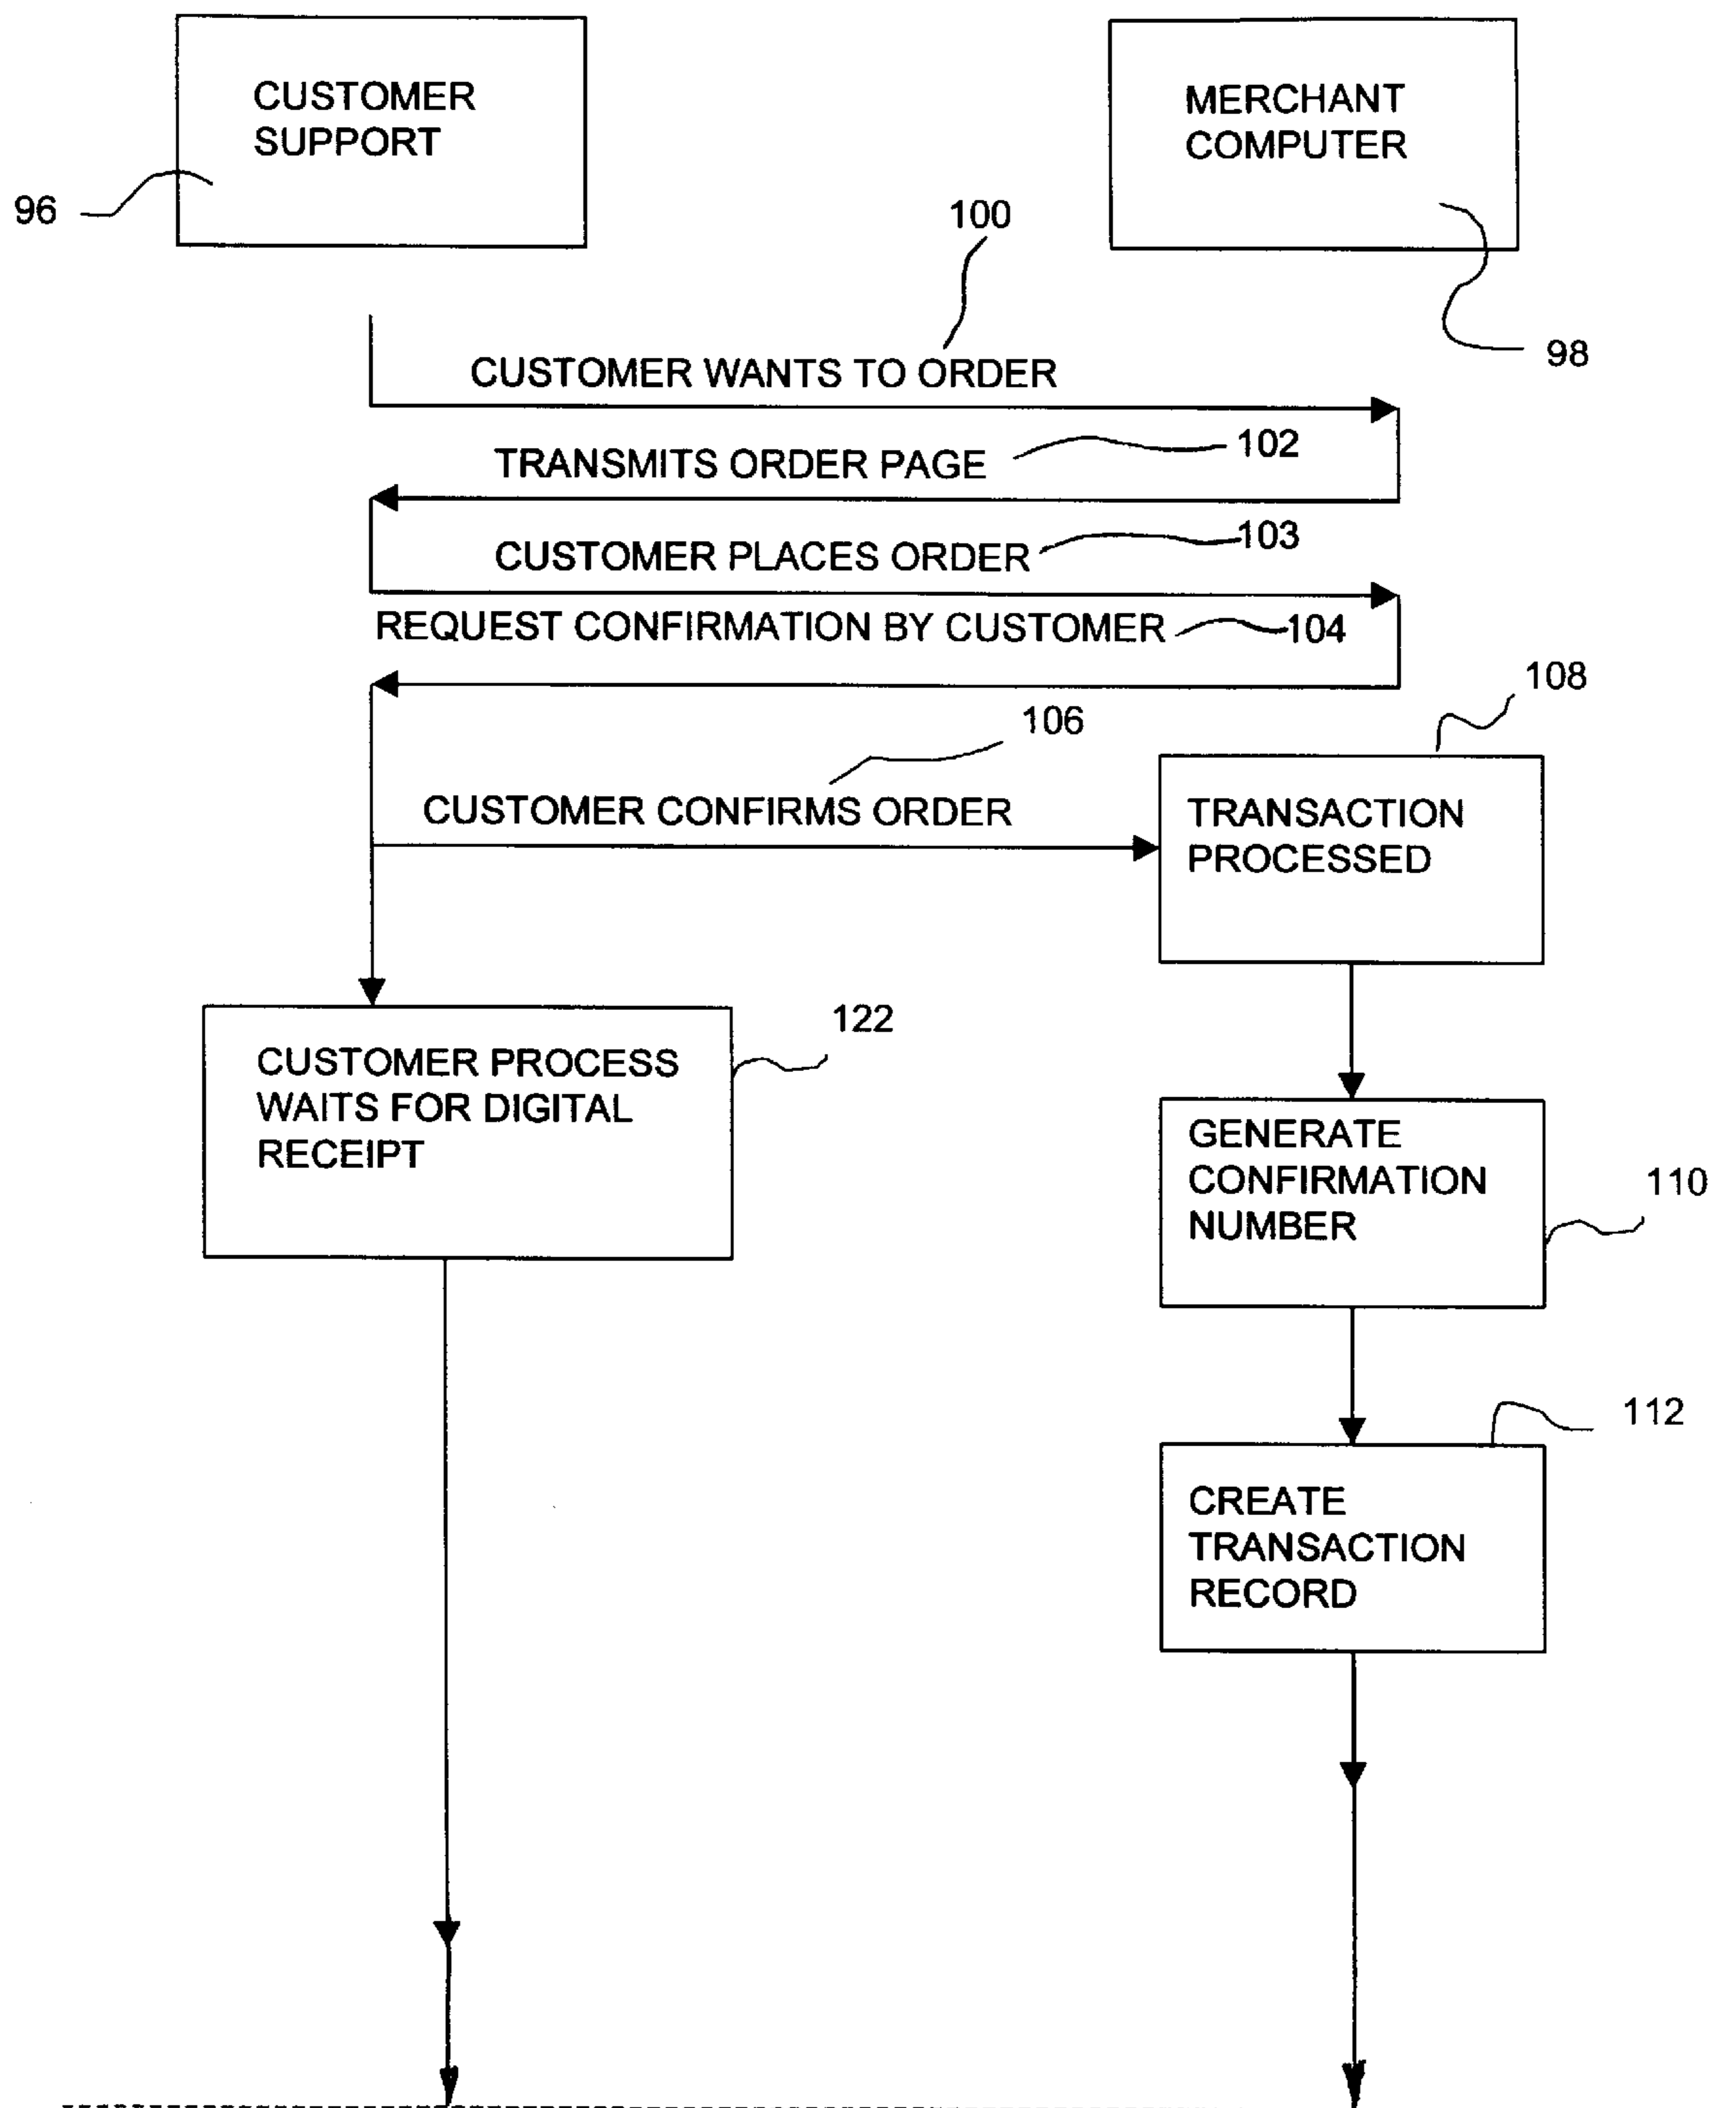 CUSTOMER
SUPPORT
MERCHANT
COMPUTER
96
100
98
CUSTOMER WANTS TO ORDER
TRANSMITS ORDER PAGE
102
CUSTOMER PLACES ORDER
103
REQUEST CONFIRMATION BY CUSTOMER
104
108
106
CUSTOMER CONFIRMS ORDER
TRANSACTION
PROCESSED
122
CUSTOMER PROCESS
WAITS FOR DIGITAL
RECEIPT
GENERATE
CONFIRMATION
NUMBER
110
112
CREATE
TRANSACTION
RECORD